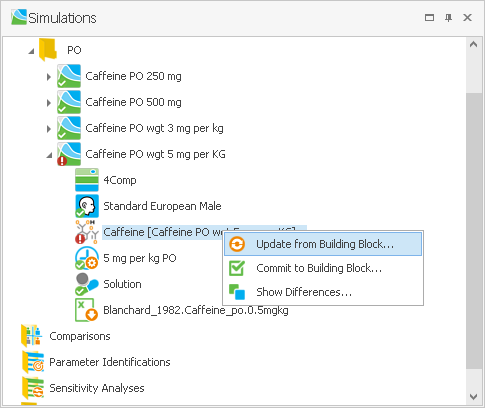 Simulations
PO
Caffeine PO 250 mg
Caffeine PO 500 mg
Caffeine PO wgt 3 mg per kg
Caffeine PO wgt 5 mg per KG
4Comp
Standard European Male
Caffeine [Caffeine PO wgt
Update from Building Block...
5 mg per kg PO
Commit to Building Block...
Solution
Show Differences...
Blanchard_1982.Caffeine_po.0.5mgkg
Comparisons
Parameter Identifications
Sensitivity Analyses